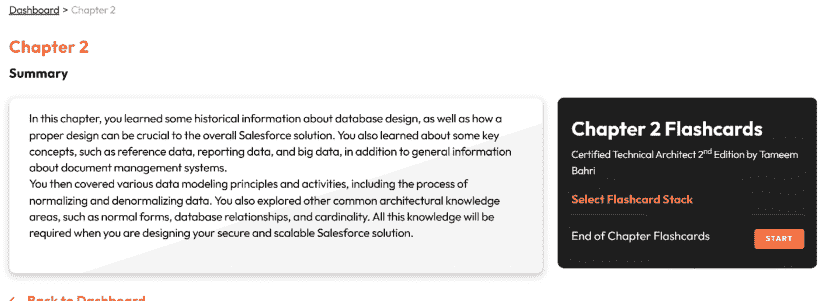 Dashboard > Chapter 2
Chapter 2
Summary
In this chapter, you learned some historical information about database design, as well as how a
proper design can be crucial to the overall Salesforce solution. You also learned about some key
concepts, such as reference data, reporting data, and big data, in addition to general information
about document management systems.
You then covered various data modeling principles and activities, including the process of
normalizing and denormalizing data. You also explored other common architectural knowledge
areas, such as normal forms, database relationships, and cardinality. All this knowledge will be
required when you are designing your secure and scalable Salesforce solution.
Chapter 2 Flashcards
Certified Technical Architect 2nd Edition by Tameem
Bahri
Select Flashcard Stack
End of Chapter Flashcards
START
< Back to Dashboard